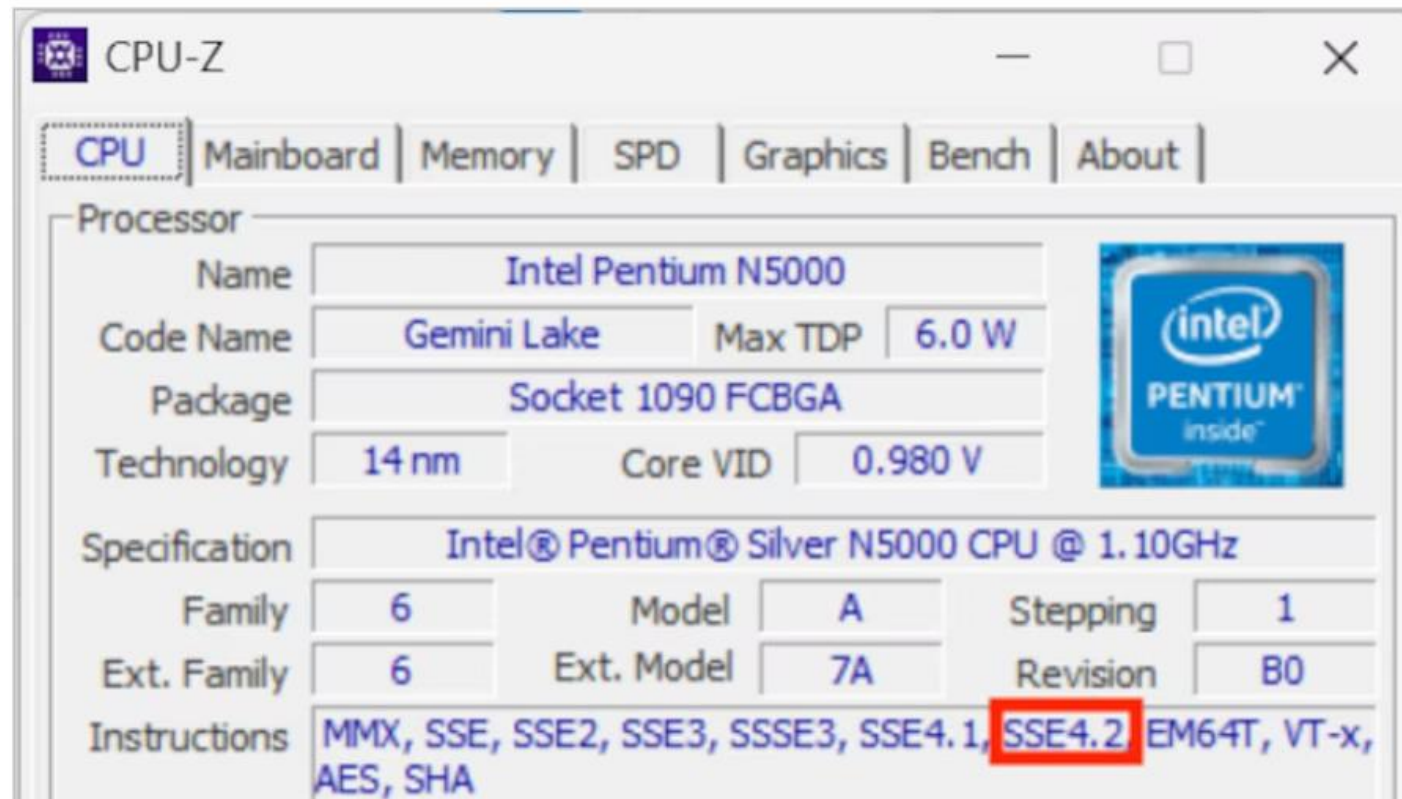 CPU-Z
CPU Mainboard Memory SPD Graphics Bench About
Processor
Name Intel Pentium N5000
Code Name Gemini Lake Max TDP 6.0 W
Package Socket 1090 FCBGA
Technology 14 nm Core VID 0.980 V
intel
PENTIUM
inside™
Specification Intel® Pentium® Silver N5000 CPU @ 1.10GHz
Family 6 Model A Stepping 1
Ext. Family 6 Ext. Model 7A Revision B0
Instructions MMX, SSE, SSE2, SSE3, SSSE3, SSE4.1, SSE4.2, EM64T, VT-x,
AES, SHA